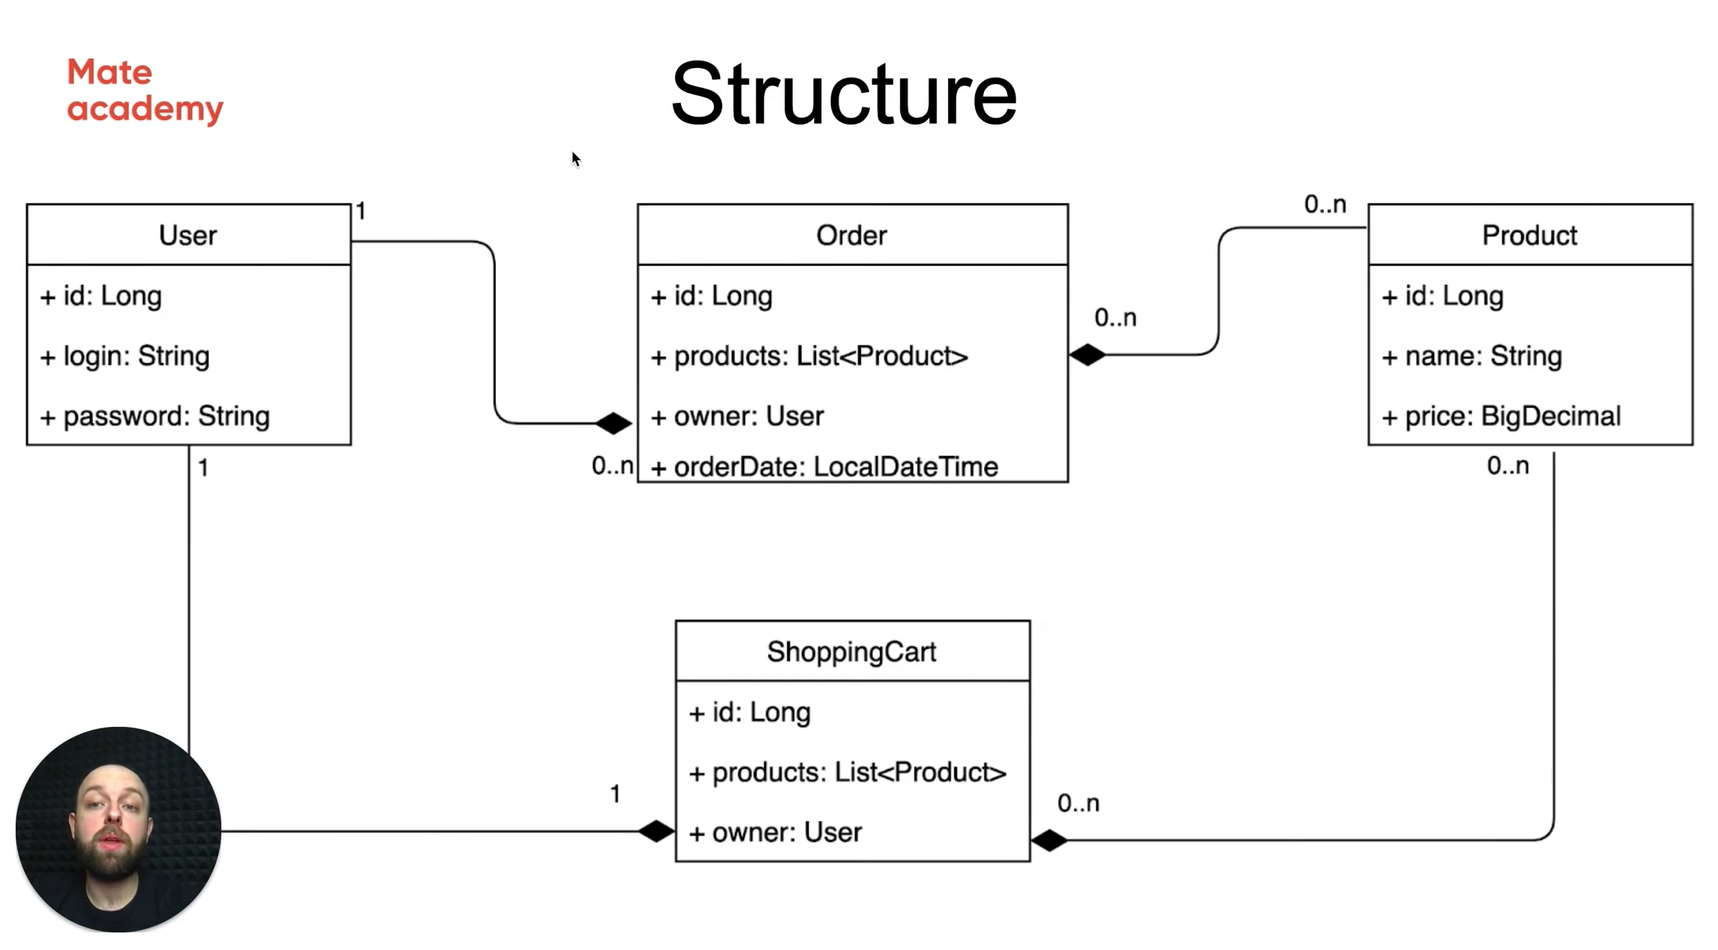 Mate
academy
Structure
User
+ id: Long
+ login: String
+ password: String
1
1
Order
+ id: Long
+ products: List<Product>
+ owner: User
+ orderDate: LocalDateTime
0..n
0..n
0..n
Product
+ id: Long
+ name: String
+ price: BigDecimal
0..n
ShoppingCart
+ id: Long
+ products: List<Product>
+ owner: User
1
0..n